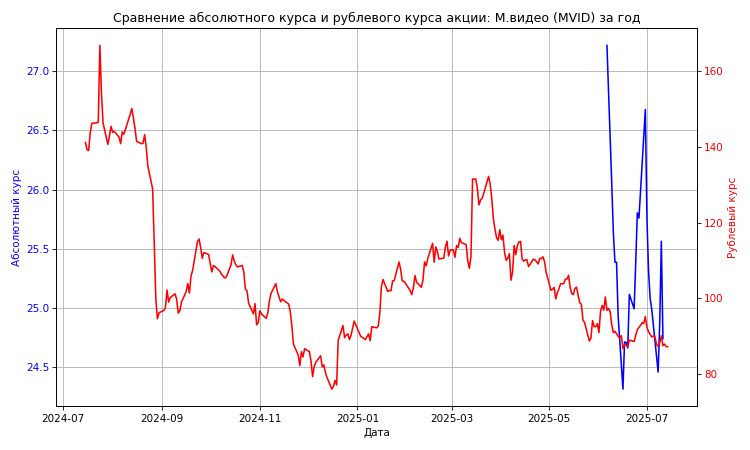 Сравнение абсолютного курса и рублевого курса акции: М.видео (MVID) за год
27.0
26.5
26.0
25.5
25.0
24.5
Абсолютный курс
160
140
120
100
80
Рублевый курс
2024-07 2024-09 2024-11 2025-01 2025-03 2025-05 2025-07
Дата